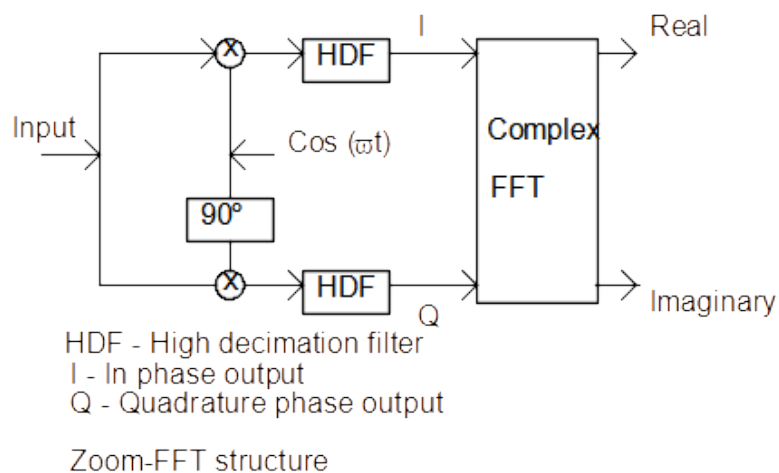 I
Real
X
HDF
Input
Cos (ϖt)
Complex
FFT
90º
X
HDF
Q
Imaginary
HDF - High decimation filter
I - In phase output
Q - Quadrature phase output
Zoom-FFT structure